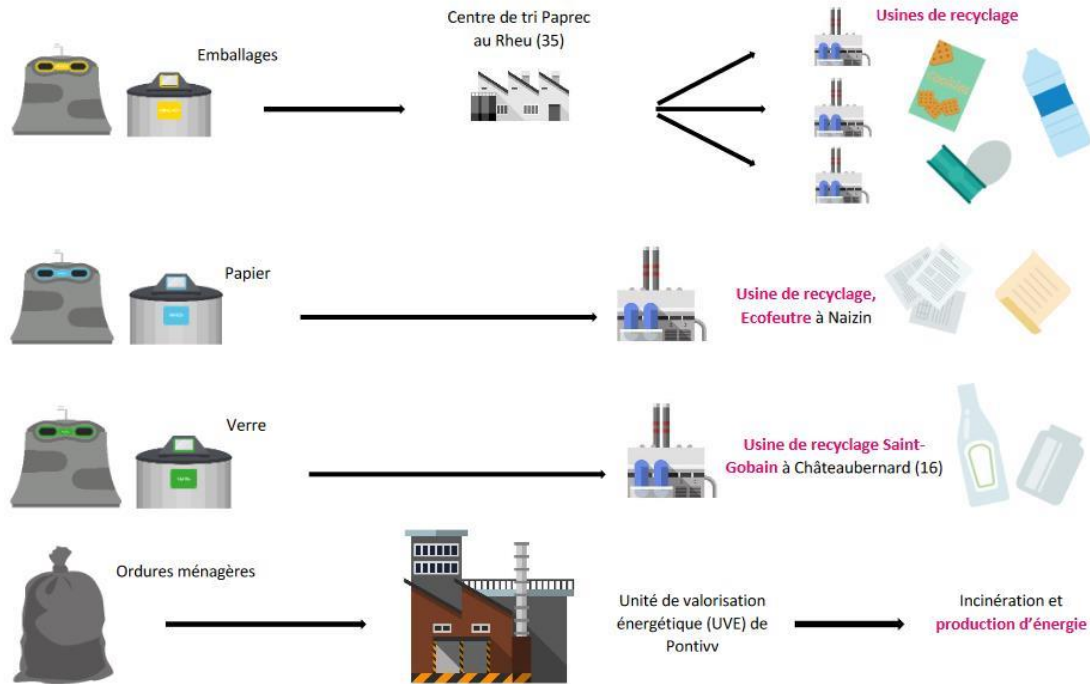 Centre de tri Paprec
au Rheu (35)
Usines de recyclage
Emballages
Papier
Usine de recyclage,
Ecofeutre à Naizin
Verre
Usine de recyclage Saint-
Gobain à Châteaubernard (16)
Ordures ménagères
Unité de valorisation
énergétique (UVE) de
Pontivv
Incinération et
production d’énergie